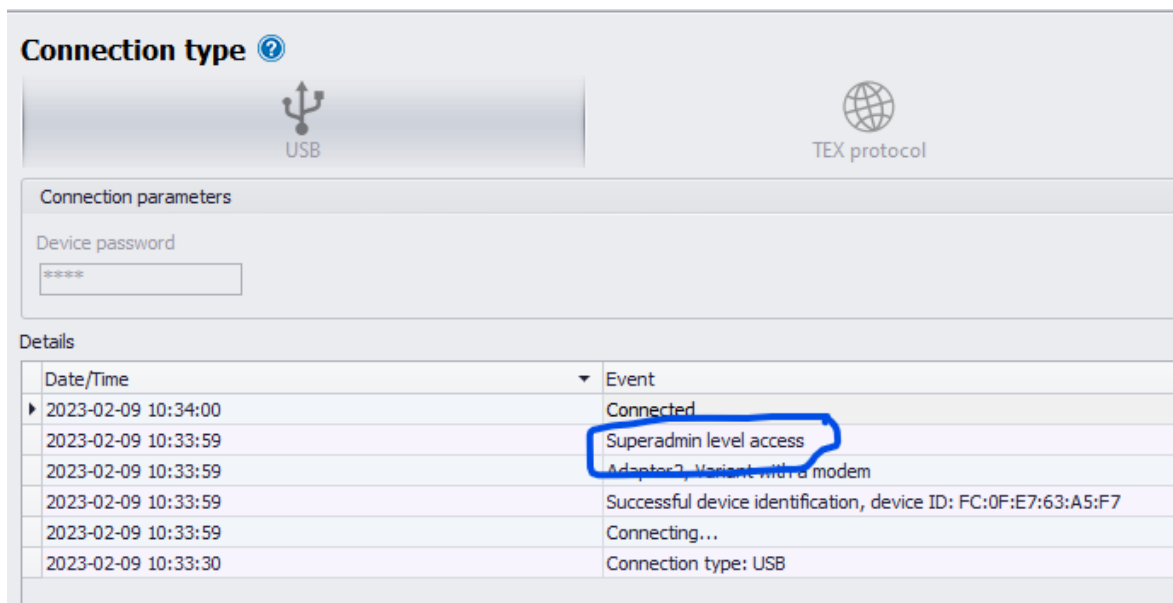 Connection type
USB
TEX protocol
Connection parameters
Device password
****
Details
Date/Time Event
2023-02-09 10:34:00 Connected
2023-02-09 10:33:59 Superadmin level access
2023-02-09 10:33:59 Adapter2, Variant with a modem
2023-02-09 10:33:59 Successful device identification, device ID: FC:0F:E7:63:A5:F7
2023-02-09 10:33:59 Connecting...
2023-02-09 10:33:30 Connection type: USB